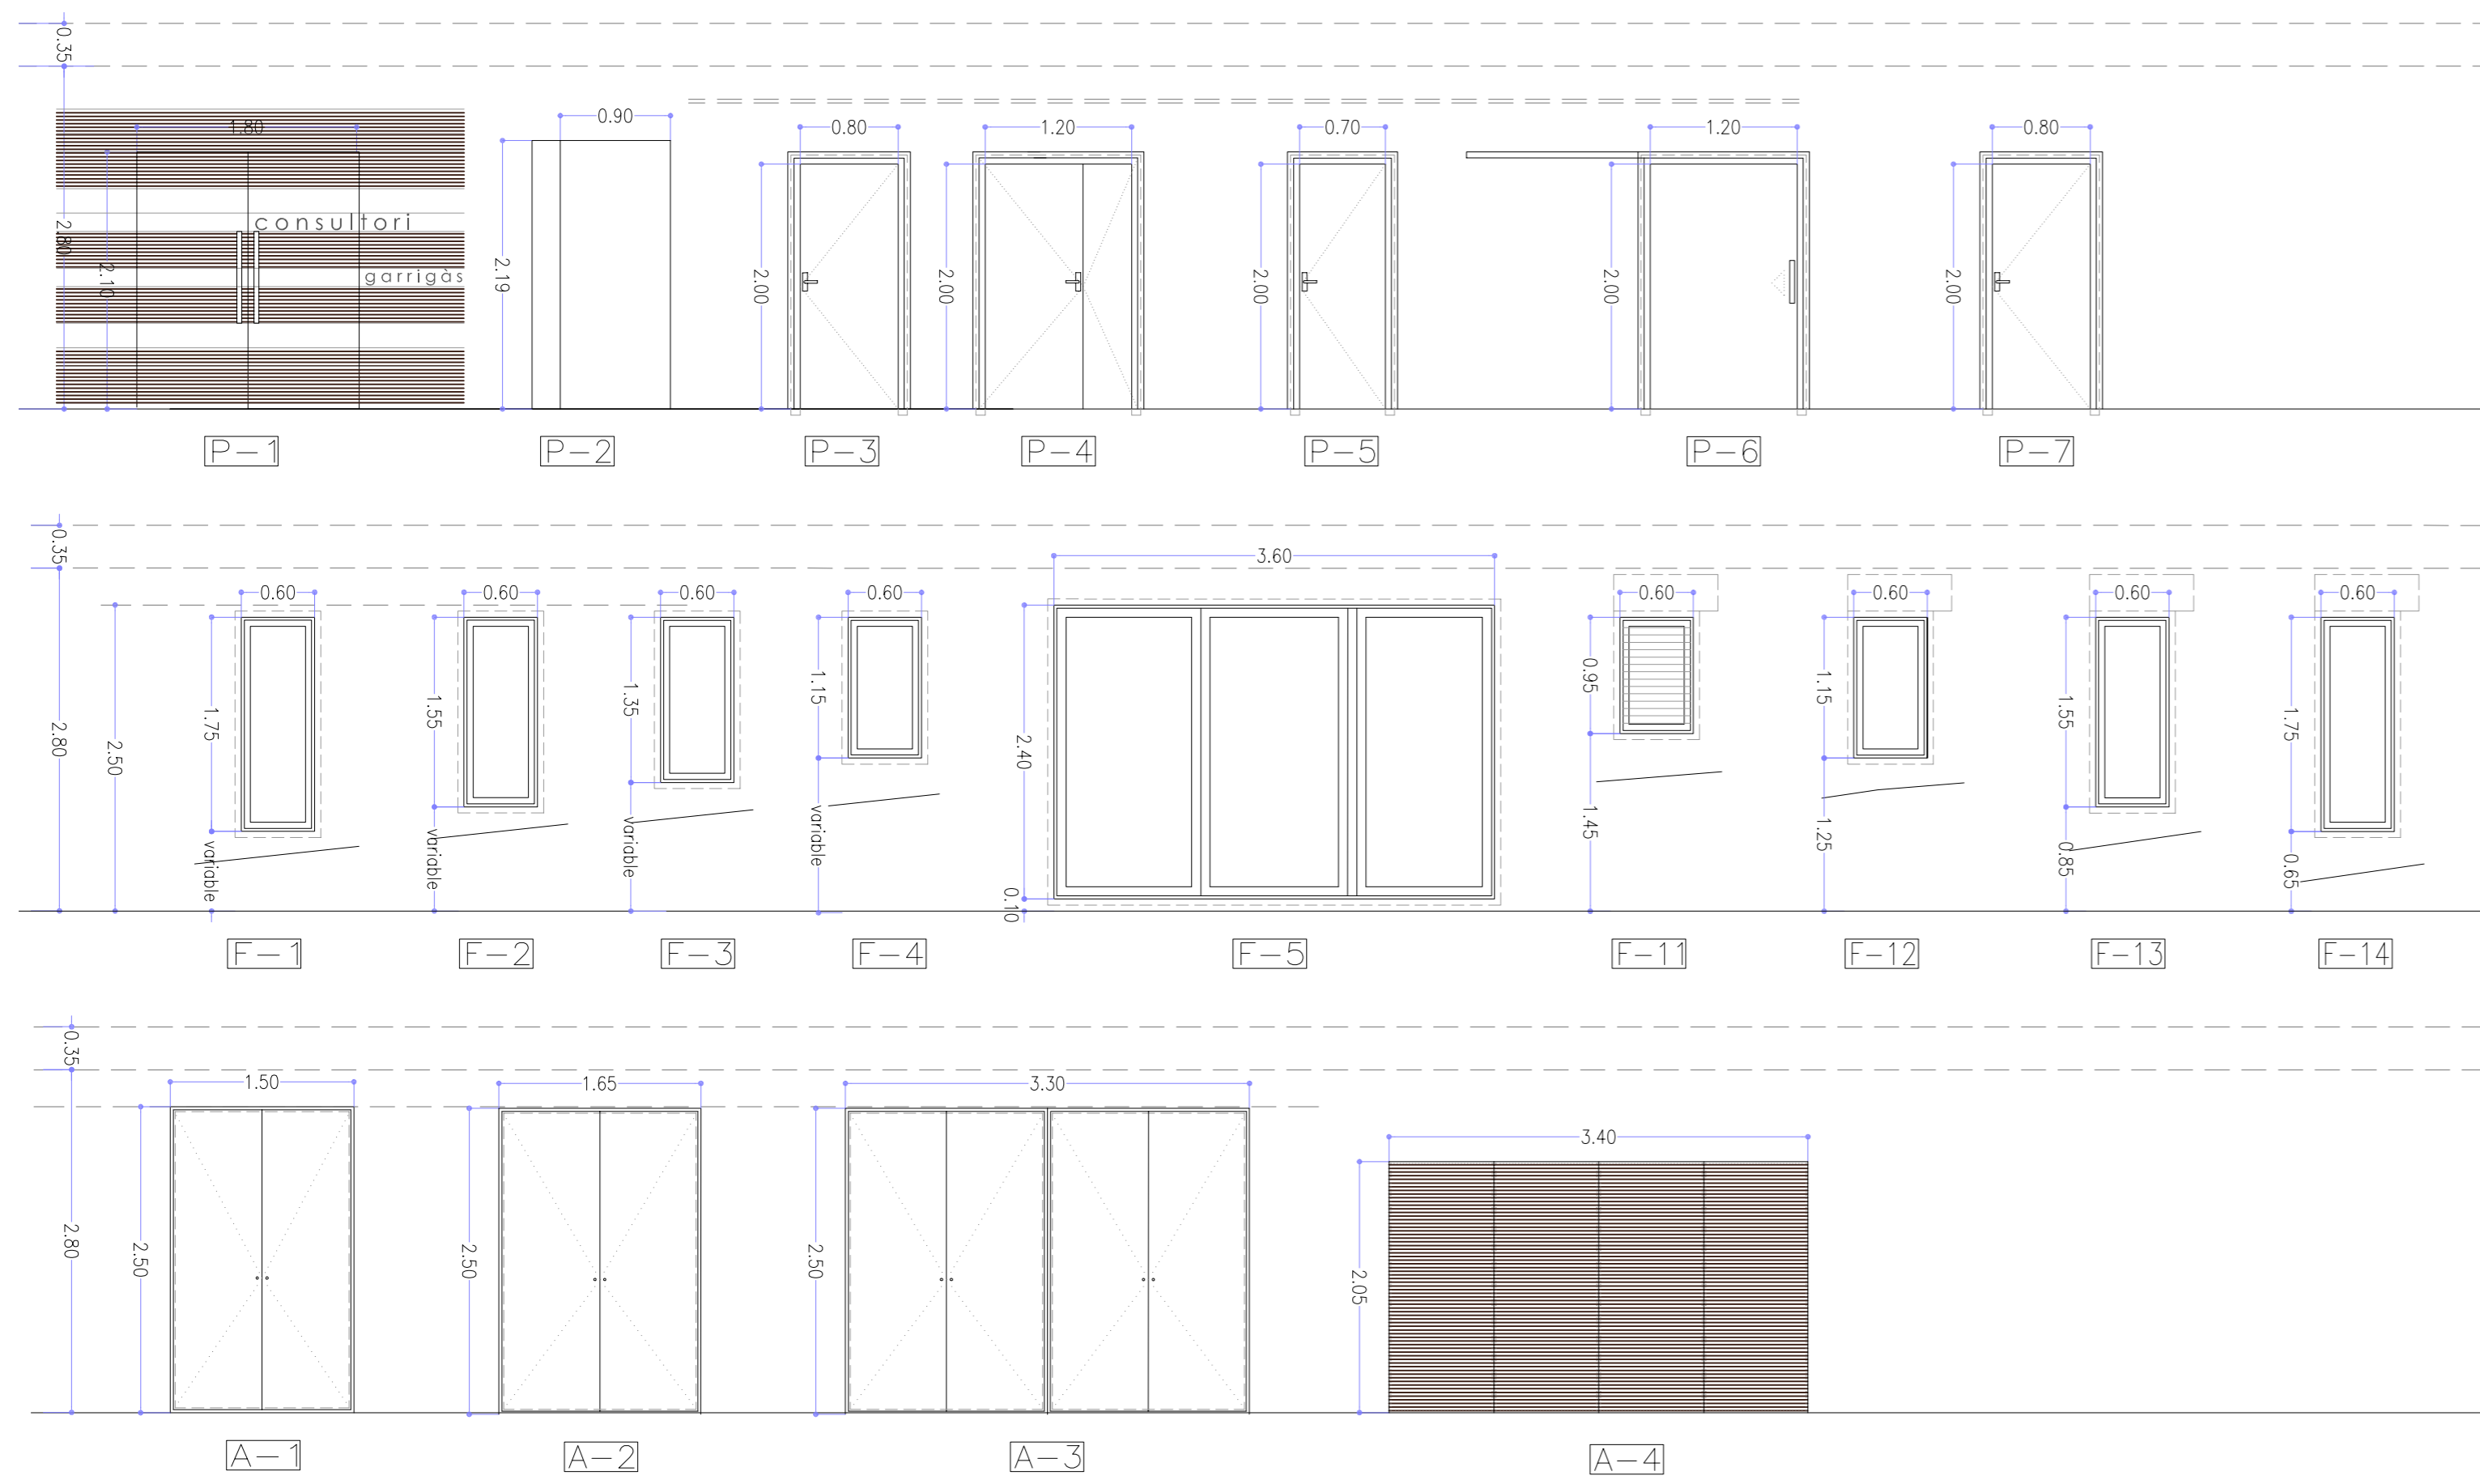 0.35
1.80
0.90
0.80
1.20
0.70
1.20
0.80
consultori
garrigàs
2.80
2.10
2.19
2.00
2.00
2.00
2.00
2.00
P-1
P-2
P-3
P-4
P-5
P-6
P-7
0.35
3.60
0.60
0.60
0.60
0.60
0.60
0.60
0.60
0.60
2.80
2.50
1.75
variable
1.55
variable
1.35
variable
1.15
variable
2.40
0.10
0.95
1.45
1.15
1.25
1.55
0.85
1.75
0.65
F-1
F-2
F-3
F-4
F-5
F-11
F-12
F-13
F-14
0.35
1.50
1.65
3.30
3.40
2.80
2.50
2.50
2.50
2.05
A-1
A-2
A-3
A-4